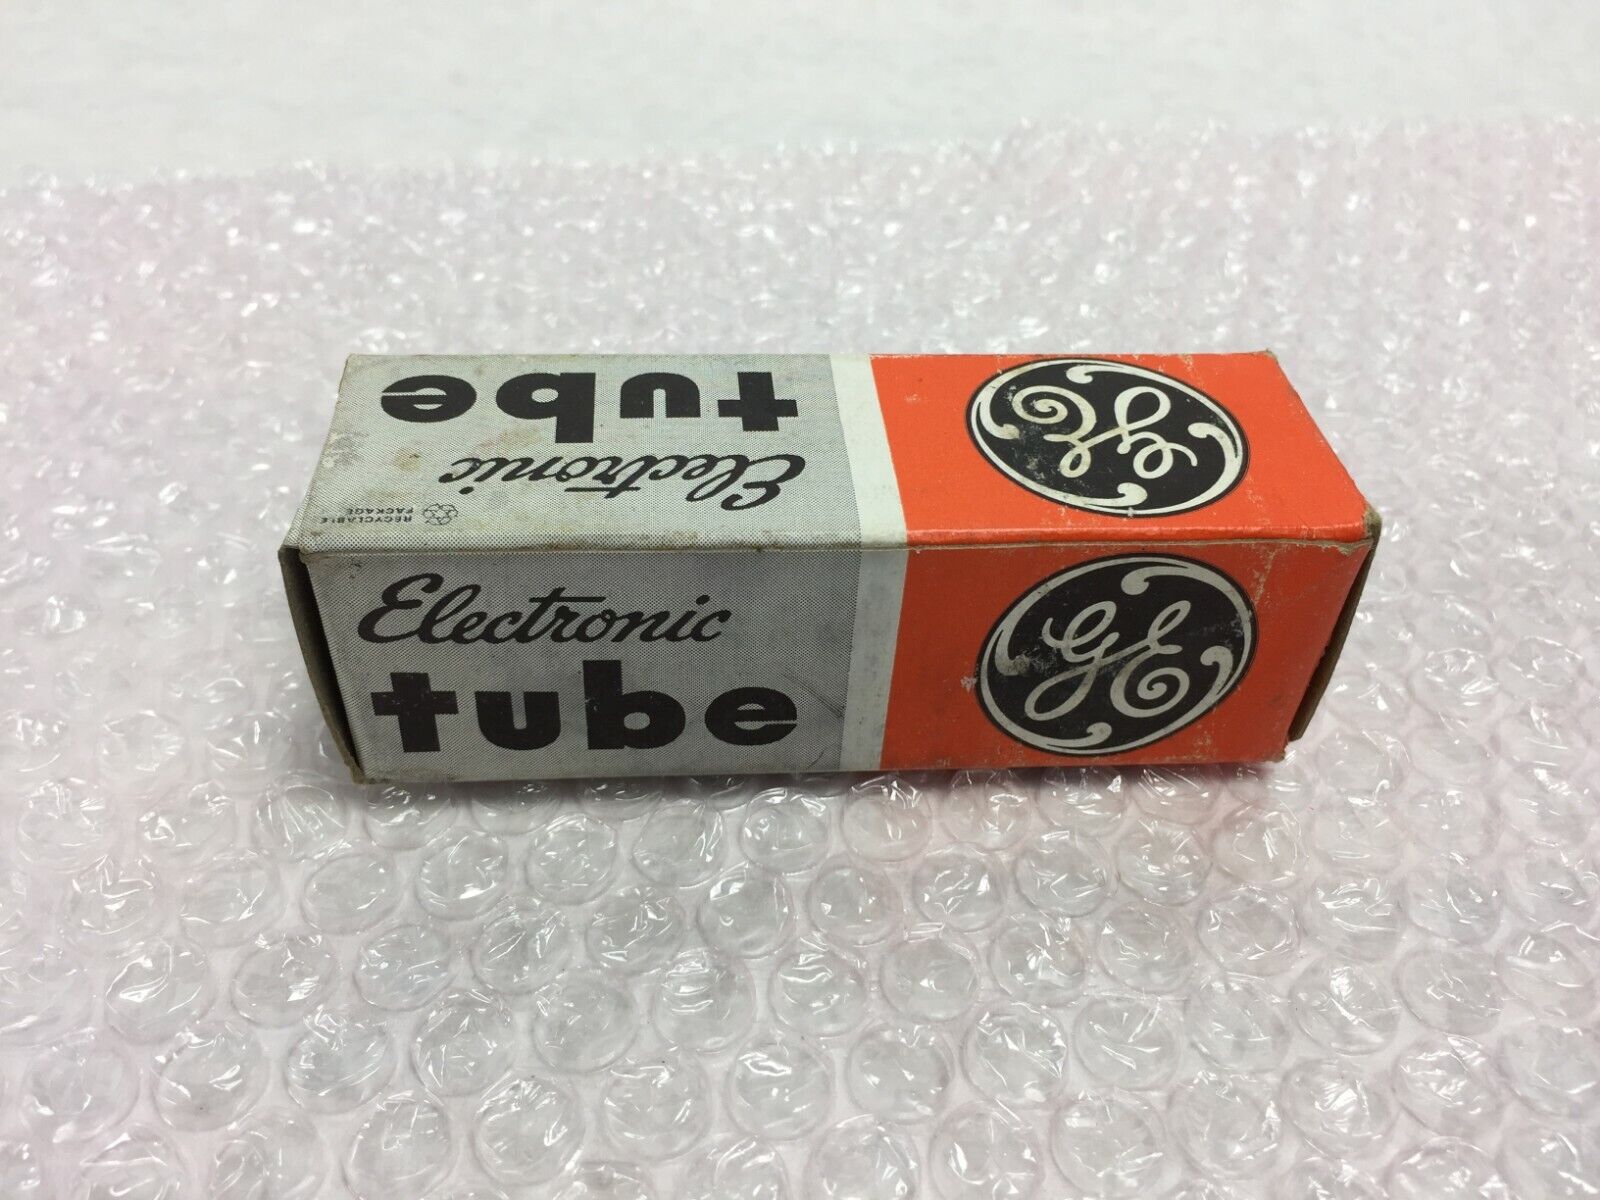 Electronic
tube
GE
RECYCLABLE
PACKAGE
Electronic
tube
GE